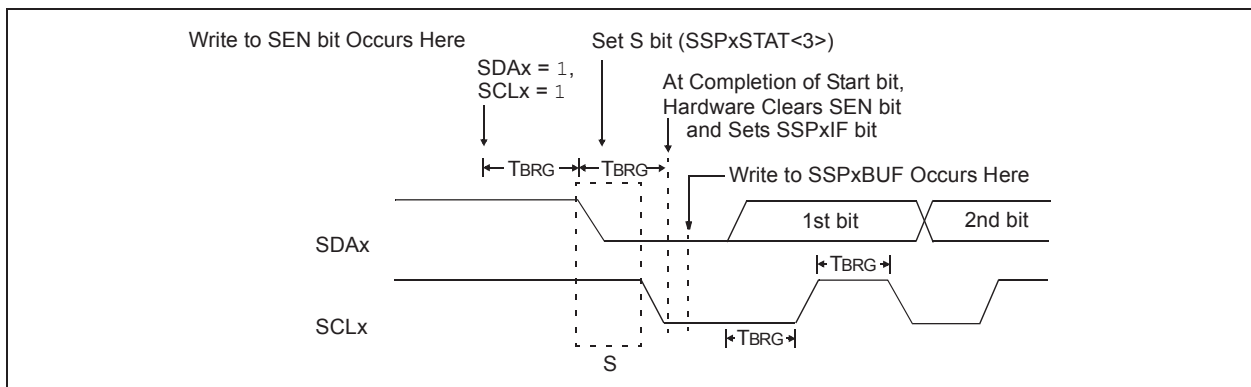 Write to SEN bit Occurs Here
Set S bit (SSPxSTAT<3>)
SDAx = 1,
SCLx = 1
At Completion of Start bit,
Hardware Clears SEN bit
and Sets SSPxIF bit
TBRG
TBRG
Write to SSPxBUF Occurs Here
1st bit
2nd bit
SDAx
TBRG
SCLx
TBRG
S